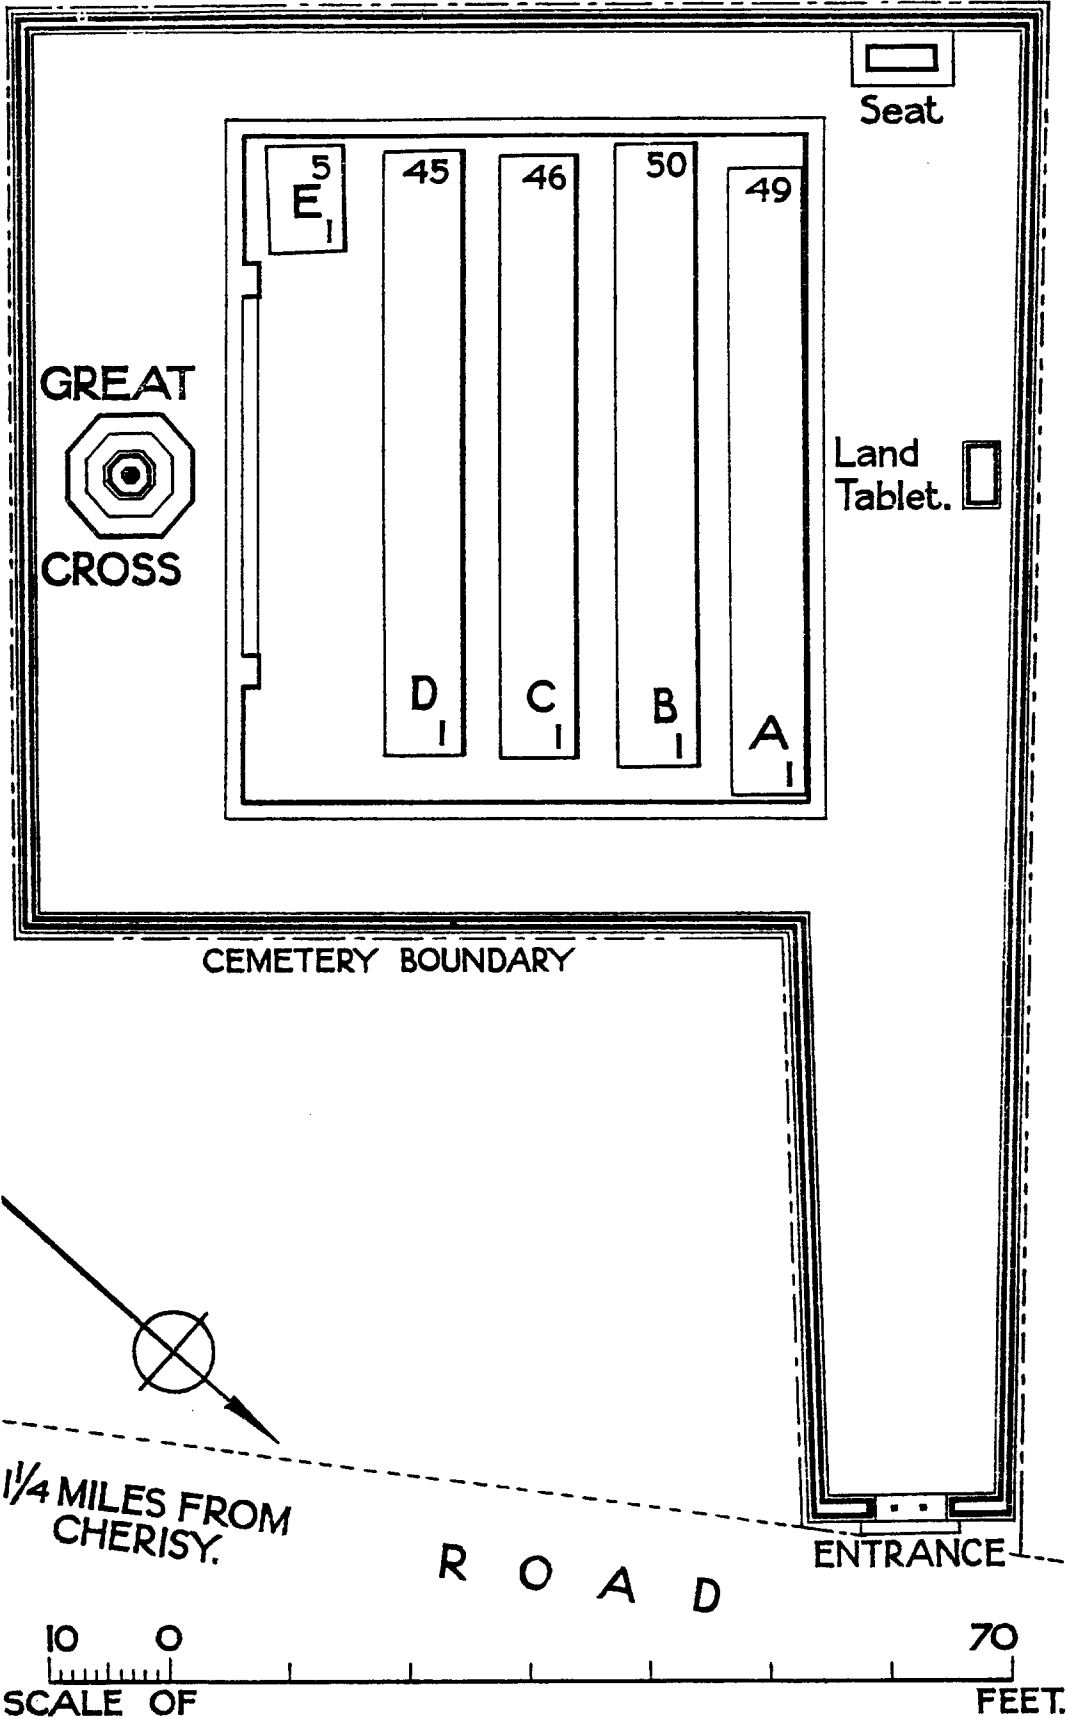 Seat
5
E
1
45
46
50
49
GREAT
CROSS
Land
Tablet.
D
1
C
1
B
1
A
1
CEMETERY BOUNDARY
1¼ MILES FROM
CHERISY.
ROAD
ENTRANCE
10 0 70
SCALE OF FEET.